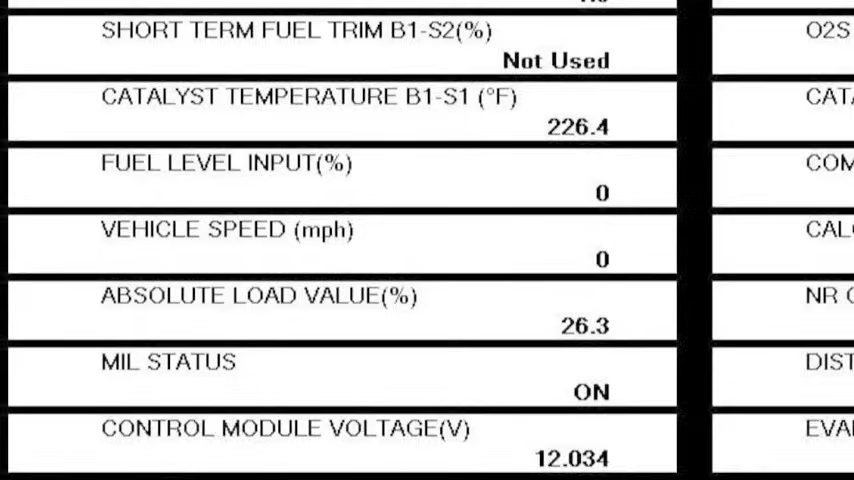 SHORT TERM FUEL TRIM B1-S2(%)
Not Used
CATALYST TEMPERATURE B1-S1 (°F)
226.4
FUEL LEVEL INPUT(%)
0
VEHICLE SPEED (mph)
0
ABSOLUTE LOAD VALUE(%)
26.3
MIL STATUS
ON
CONTROL MODULE VOLTAGE(V)
12.034
O2S
CAT
COM
CAL
NR
DIST
EVA